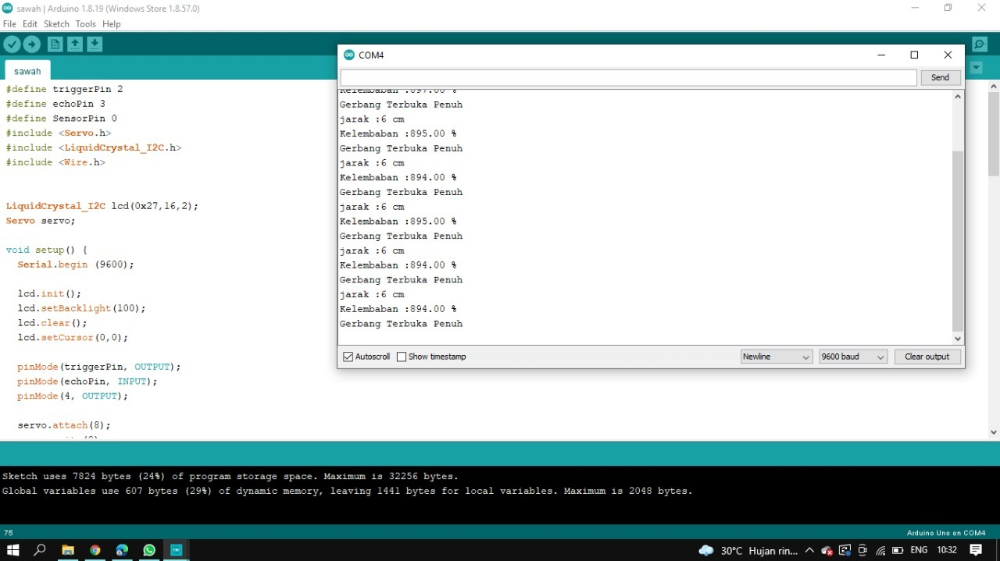 sawah | Arduino 1.8.19 (Windows Store 1.8.57.0)
File Edit Sketch Tools Help
sawah
#define triggerPin 2
#define echoPin 3
#define SensorPin 0
#include <Servo.h>
#include <LiquidCrystal_I2C.h>
#include <Wire.h>
LiquidCrystal_I2C lcd(0x27,16,2);
Servo servo;
void setup() {
Serial.begin (9600);
lcd.init();
lcd.setBacklight(100);
lcd.clear();
lcd.setCursor(0,0);
pinMode(triggerPin, OUTPUT);
pinMode(echoPin, INPUT);
pinMode(4, OUTPUT);
servo.attach(8);
COM4
Send
Kelembaban :897.00 %
Gerbang Terbuka Penuh
jarak :6 cm
Kelembaban :895.00 %
Gerbang Terbuka Penuh
jarak :6 cm
Kelembaban :894.00 %
Gerbang Terbuka Penuh
jarak :6 cm
Kelembaban :895.00 %
Gerbang Terbuka Penuh
jarak :6 cm
Kelembaban :894.00 %
Gerbang Terbuka Penuh
jarak :6 cm
Kelembaban :894.00 %
Gerbang Terbuka Penuh
Autoscroll Show timestamp Newline 9600 baud Clear output
Sketch uses 7824 bytes (24%) of program storage space. Maximum is 32256 bytes.
Global variables use 607 bytes (29%) of dynamic memory, leaving 1441 bytes for local variables. Maximum is 2048 bytes.
75 Arduino Uno on COM4
30°C Hujan rin... ENG 10:32